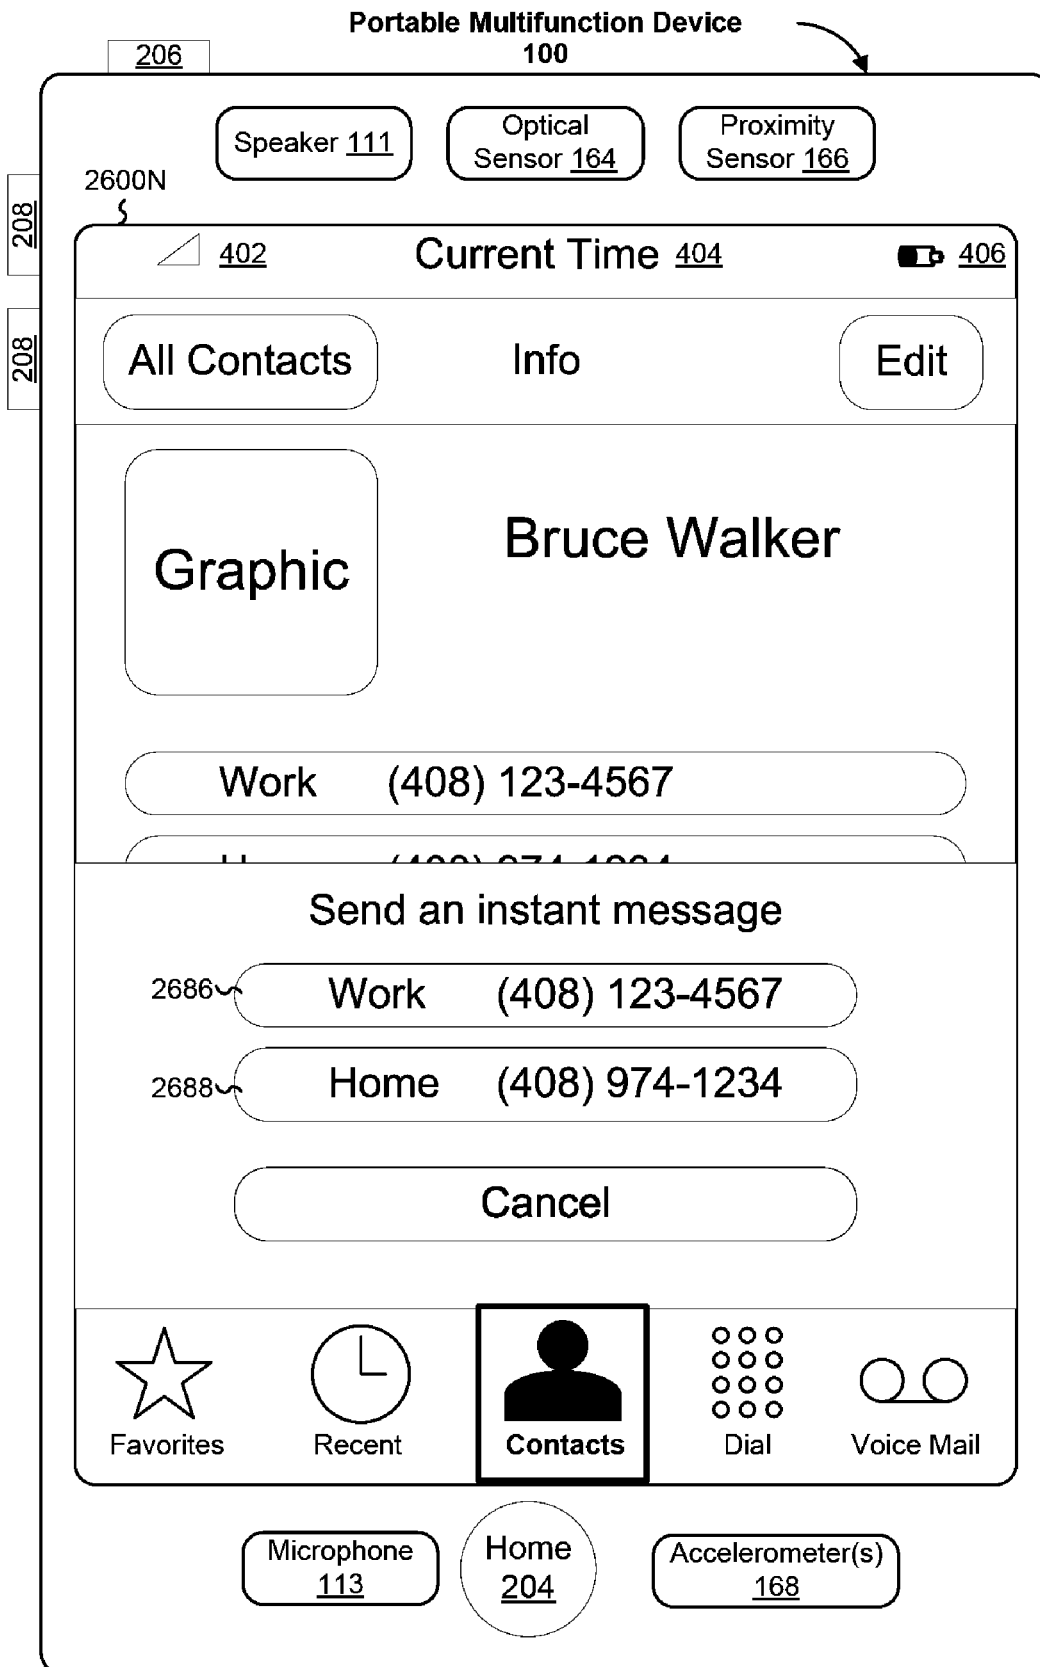 Portable Multifunction Device
100
206
Speaker 111
Optical
Sensor 164
Proximity
Sensor 166
2600N
208
208
402
Current Time 404
406
All Contacts
Info
Edit
Graphic
Bruce Walker
Work (408) 123-4567
Send an instant message
2686
Work (408) 123-4567
2688
Home (408) 974-1234
Cancel
Favorites
Recent
Contacts
Dial
Voice Mail
Microphone
113
Home
204
Accelerometer(s)
168